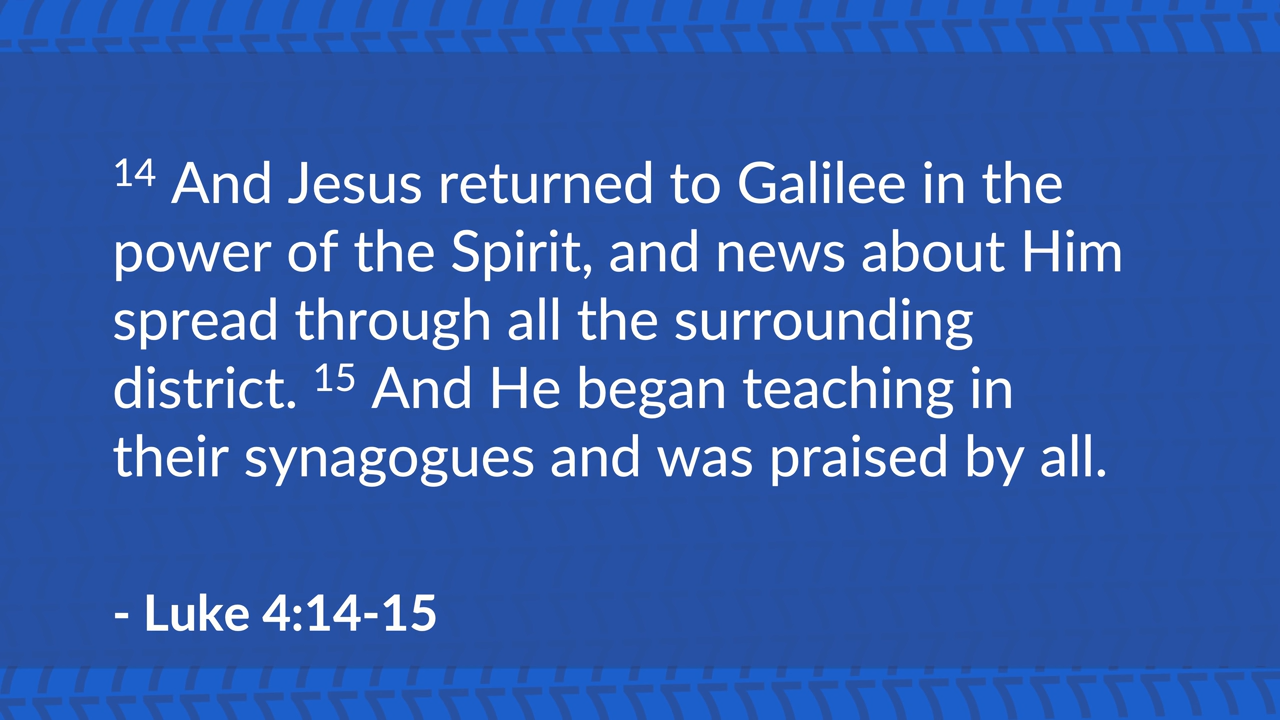 14 And Jesus returned to Galilee in the
power of the Spirit, and news about Him
spread through all the surrounding
district. 15 And He began teaching in
their synagogues and was praised by all.
- Luke 4:14-15